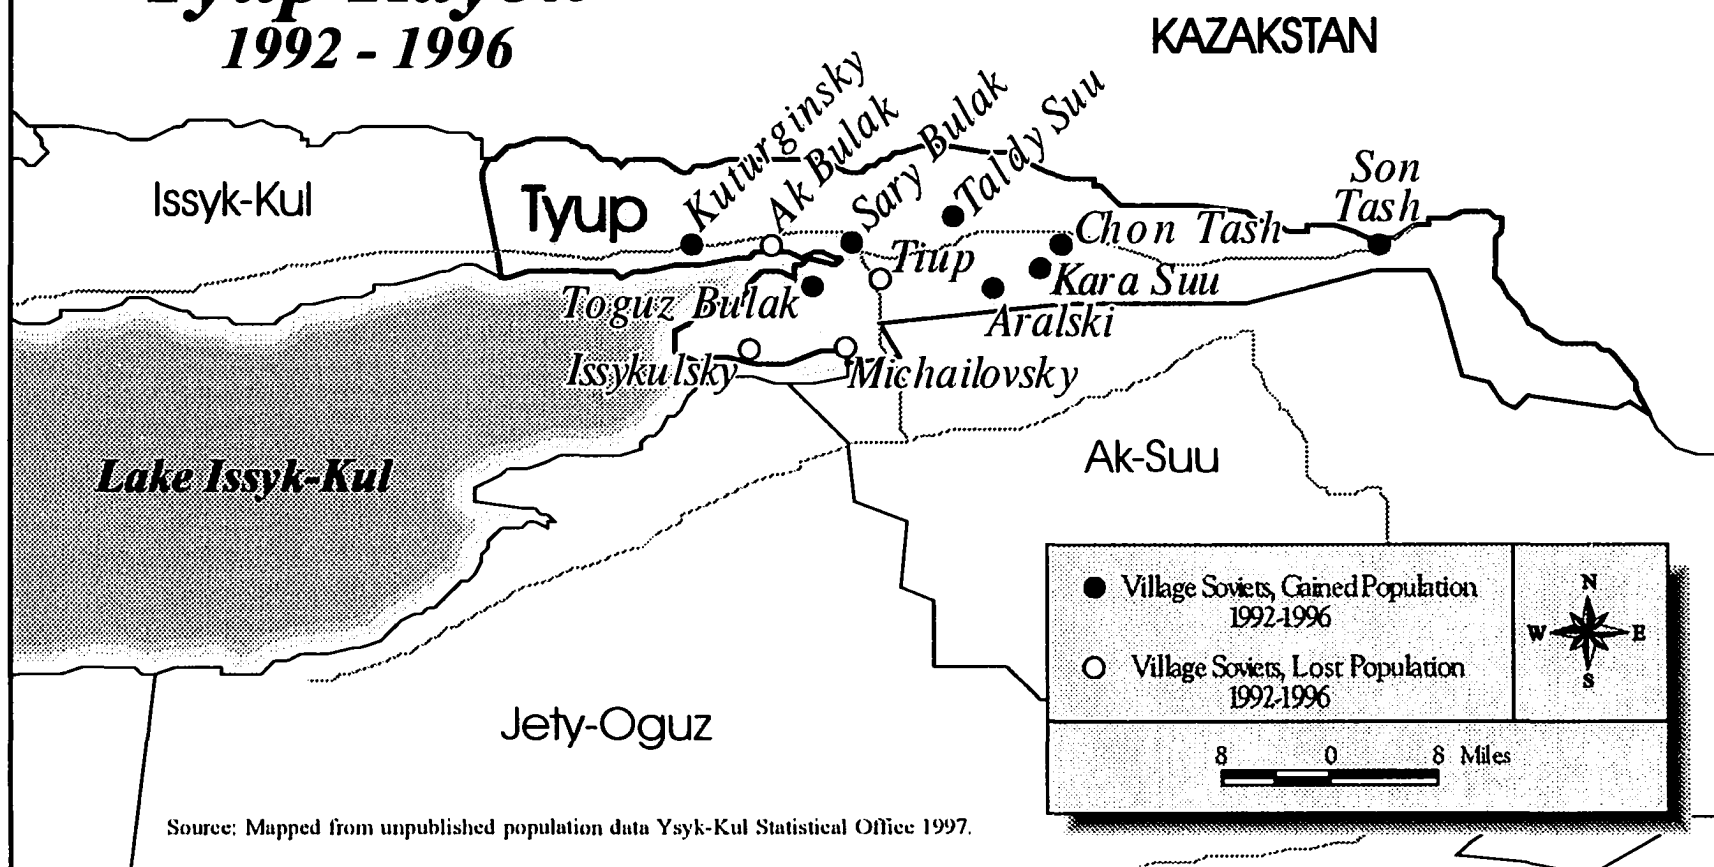 1992 - 1996
KAZAKSTAN
Kuturginsky
Ak Bulak
Sary Bulak
Taldy Suu
Son
Tash
Issyk-Kul
Tyup
Chon Tash
Tiup
Kara Suu
Toguz Bulak
Aralski
Issykulsky
Michailovsky
Lake Issyk-Kul
Ak-Suu
Village Soviets, Gained Population
1992-1996
Village Soviets, Lost Population
1992-1996
N
W
E
S
Jety-Oguz
8 0 8 Miles
Source: Mapped from unpublished population data Ysyk-Kul Statistical Office 1997.